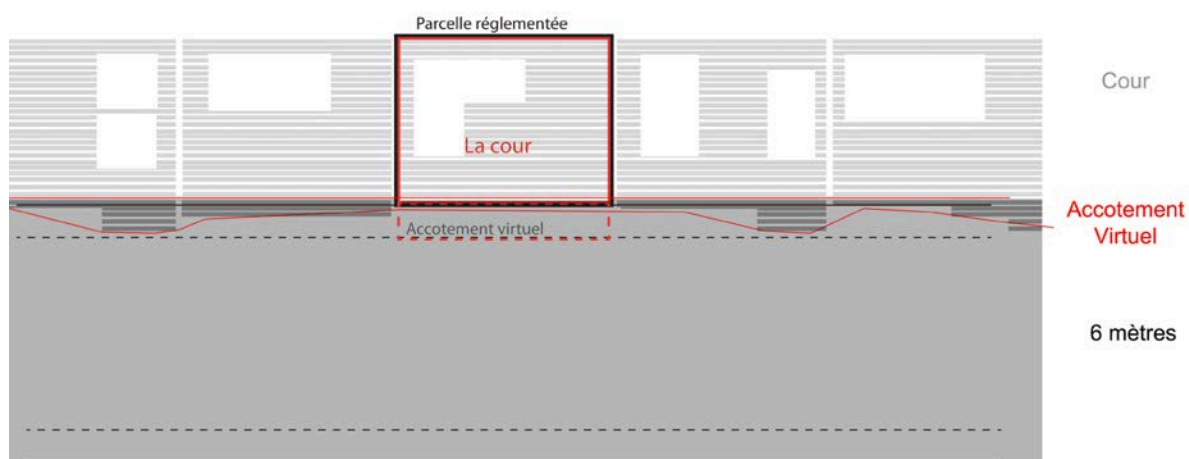 Parcelle réglementée
Cour
La cour
Accotement virtuel
Accotement
Virtuel
6 mètres